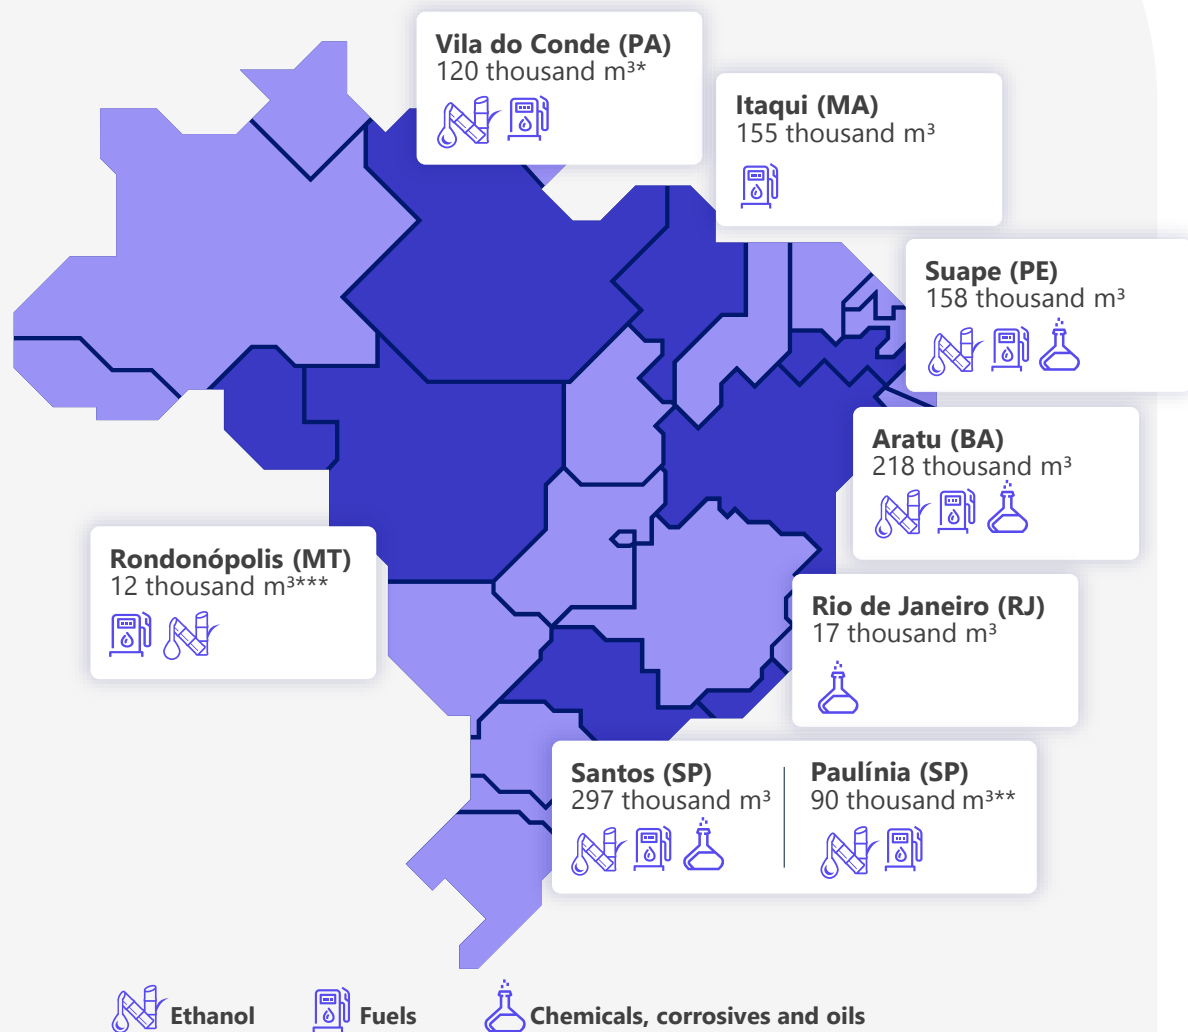 Vila do Conde (PA)
120 thousand m³*
Itaqui (MA)
155 thousand m³
Suape (PE)
158 thousand m³
Aratu (BA)
218 thousand m³
Rondonópolis (MT)
12 thousand m³***
Rio de Janeiro (RJ)
17 thousand m³
Santos (SP)
297 thousand m³
Paulínia (SP)
90 thousand m³**
Ethanol
Fuels
Chemicals, corrosives and oils